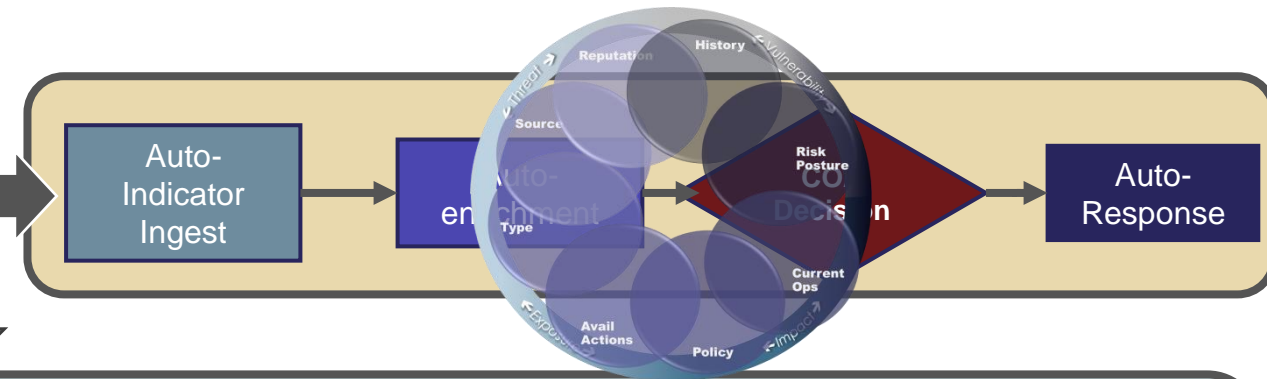 Reputation
History
Threat
Vulnerability
Source
Auto-
Indicator
Ingest
Auto-
enrichment
Type
Risk
Posture
Decision
Auto-
Response
Current
Ops
Avail
Actions
Policy
Exposure
Impact